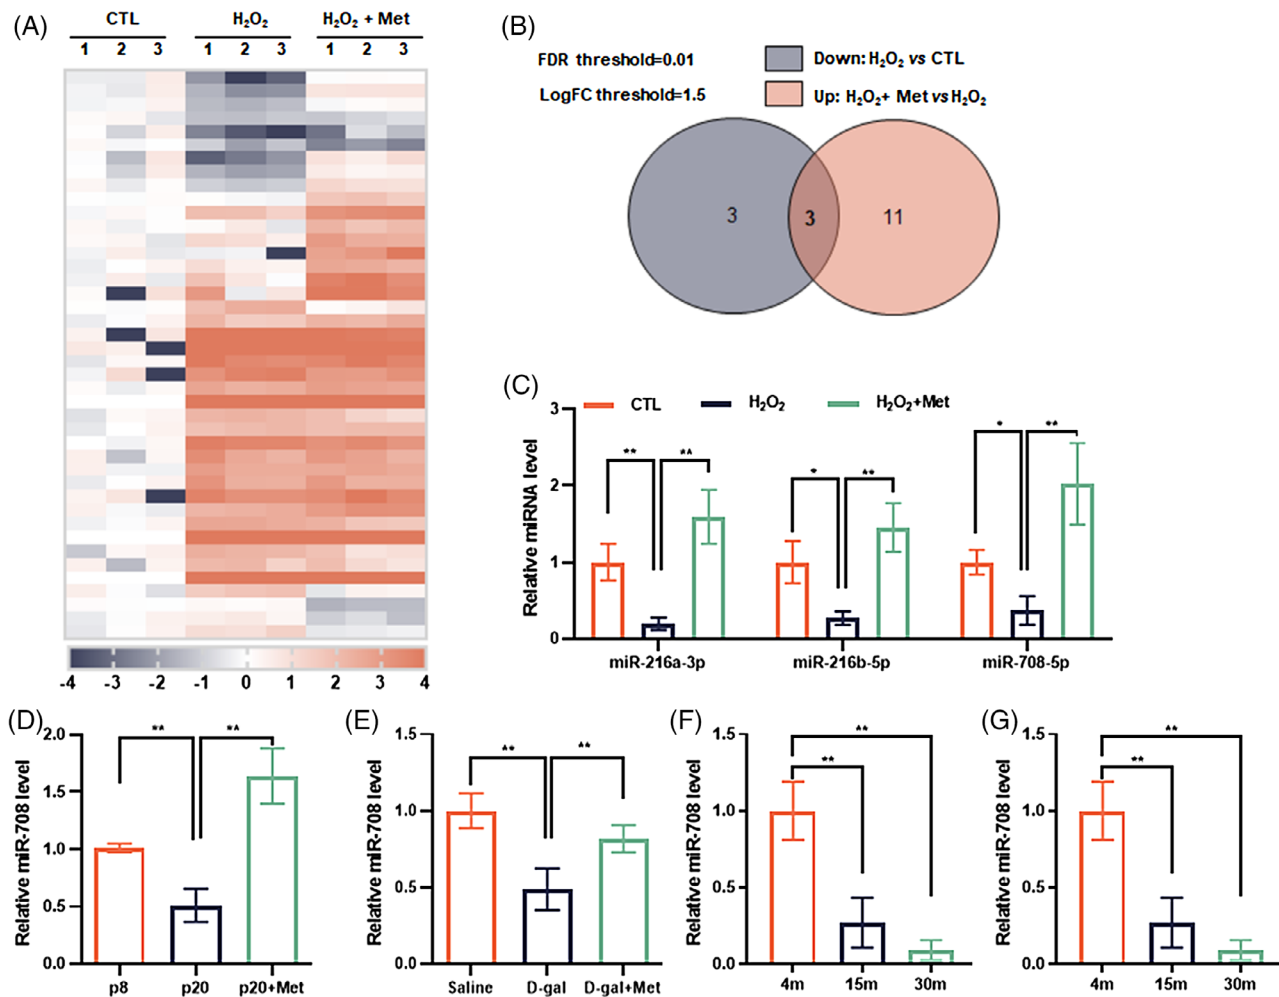 (A)
CTL H₂O₂ H₂O₂ + Met
1 2 3 1 2 3 1 2 3
-4 -3 -2 -1 0 1 2 3 4
(B)
FDR threshold=0.01
LogFC threshold=1.5
Down: H₂O₂ vs CTL
Up: H₂O₂+ Met vs H₂O₂
3 3 11
(C)
CTL H₂O₂ H₂O₂+Met
Relative miRNA level
3
2
1
0
** ** * ** * **
miR-216a-3p miR-216b-5p miR-708-5p
(D)
Relative miR-708 level
2.0
1.5
1.0
0.5
0.0
** **
p8 p20 p20+Met
(E)
Relative miR-708 level
1.5
1.0
0.5
0.0
** **
Saline D-gal D-gal+Met
(F)
Relative miR-708 level
1.5
1.0
0.5
0.0
**
**
4m 15m 30m
(G)
Relative miR-708 level
1.5
1.0
0.5
0.0
**
**
4m 15m 30m